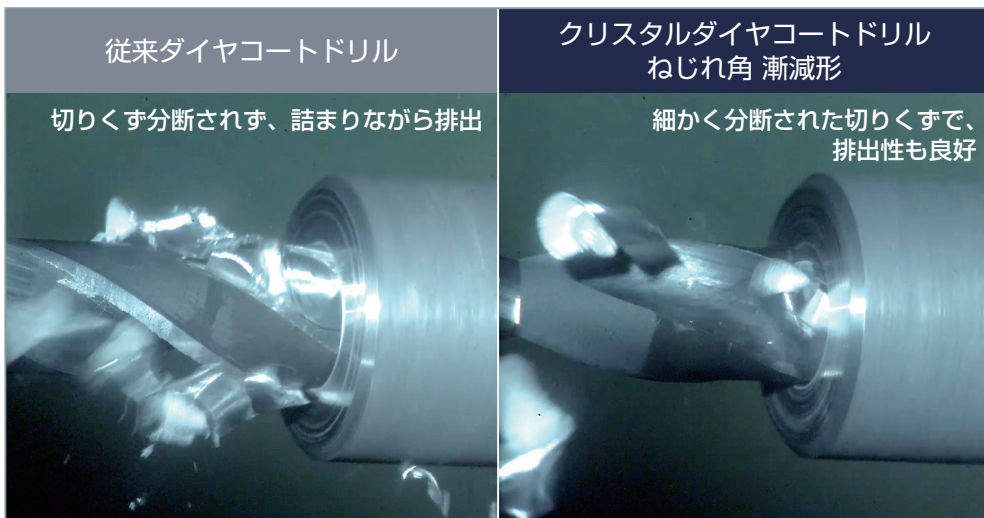 従来ダイヤコートドリル
クリスタルダイヤコートドリル
ねじれ角 漸減形
切りくず分断されず、詰まりながら排出
細かく分断された切りくずで、
排出性も良好